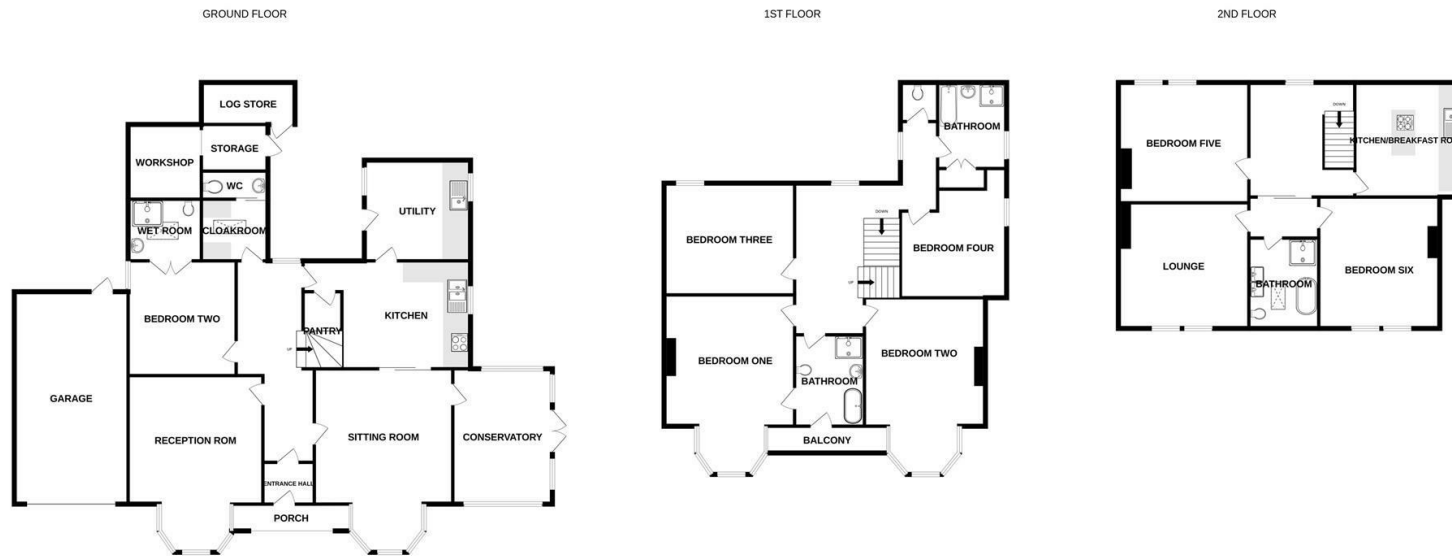 GROUND FLOOR
1ST FLOOR
2ND FLOOR
LOG STORE
STORAGE
WORKSHOP
WC
WET ROOM
CLOAKROOM
UTILITY
BEDROOM TWO
PANTRY
KITCHEN
UP
GARAGE
RECEPTION ROM
SITTING ROOM
CONSERVATORY
ENTRANCE HALL
PORCH
BATHROOM
BEDROOM THREE
DOWN
BEDROOM FOUR
UP
BEDROOM ONE
BEDROOM TWO
BATHROOM
BALCONY
DOWN
BEDROOM FIVE
KITCHEN/BREAKFAST RO
LOUNGE
BATHROOM
BEDROOM SIX